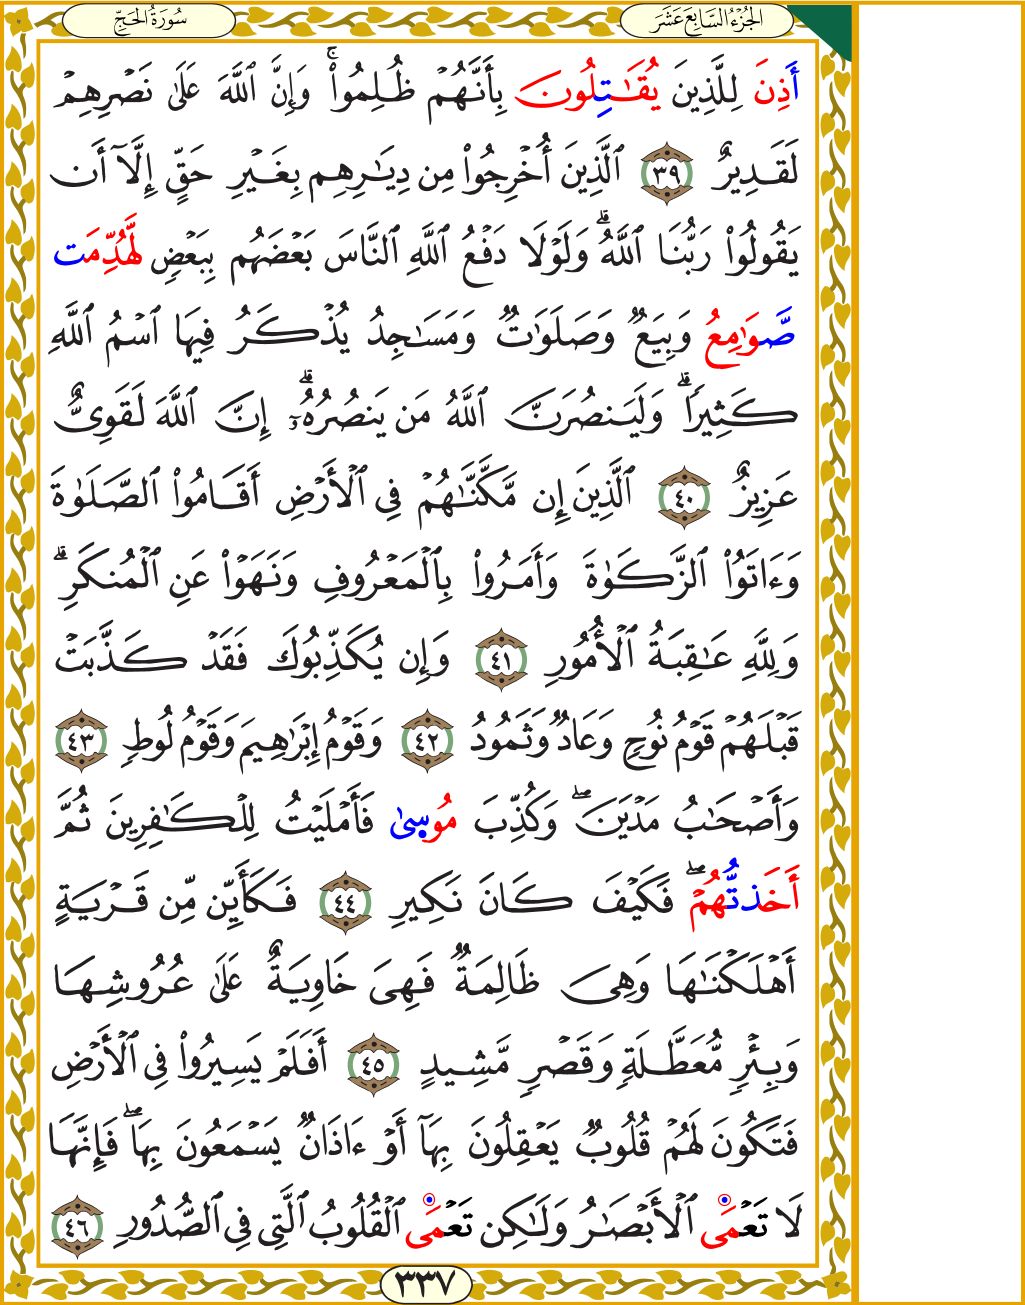 الجُزْءُ السَّابِعَ عَشَرَ
سُورَةُ الحَجِّ
أَذِنَ لِلَّذِينَ يُقَٰتِلُونَ بِأَنَّهُمۡ ظُلِمُواْۚ وَإِنَّ ٱللَّهَ عَلَىٰ نَصۡرِهِمۡ
لَقَدِيرٌ ٣٩ ٱلَّذِينَ أُخۡرِجُواْ مِن دِيَٰرِهِم بِغَيۡرِ حَقٍّ إِلَّآ أَن
يَقُولُواْ رَبُّنَا ٱللَّهُۗ وَلَوۡلَا دَفۡعُ ٱللَّهِ ٱلنَّاسَ بَعۡضَهُم بِبَعۡضٖ لَّهُدِّمَت
صَّوَٰمِعُ وَبِيَعٞ وَصَلَوَٰتٞ وَمَسَٰجِدُ يُذۡكَرُ فِيهَا ٱسۡمُ ٱللَّهِ
كَثِيرٗاۗ وَلَيَنصُرَنَّ ٱللَّهُ مَن يَنصُرُهُۥٓۗ إِنَّ ٱللَّهَ لَقَوِيٌّ
عَزِيزٌ ٤٠ ٱلَّذِينَ إِن مَّكَّنَّٰهُمۡ فِي ٱلۡأَرۡضِ أَقَامُواْ ٱلصَّلَوٰةَ
وَءَاتَوُاْ ٱلزَّكَوٰةَ وَأَمَرُواْ بِٱلۡمَعۡرُوفِ وَنَهَوۡاْ عَنِ ٱلۡمُنكَرِۗ
وَلِلَّهِ عَٰقِبَةُ ٱلۡأُمُورِ ٤١ وَإِن يُكَذِّبُوكَ فَقَدۡ كَذَّبَتۡ
قَبۡلَهُمۡ قَوۡمُ نُوحٖ وَعَادٞ وَثَمُودُ ٤٢ وَقَوۡمُ إِبۡرَٰهِيمَ وَقَوۡمُ لُوطٖ ٤٣
وَأَصۡحَٰبُ مَدۡيَنَۖ وَكُذِّبَ مُوسىٰ فَأَمۡلَيۡتُ لِلۡكَٰفِرِينَ ثُمَّ
أَخَذتُّهُمۡۖ فَكَيۡفَ كَانَ نَكِيرِ ٤٤ فَكَأَيِّن مِّن قَرۡيَةٍ
أَهۡلَكۡنَٰهَا وَهِيَ ظَالِمَةٞ فَهِيَ خَاوِيَةٌ عَلَىٰ عُرُوشِهَا
وَبِئۡرٖ مُّعَطَّلَةٖ وَقَصۡرٖ مَّشِيدٍ ٤٥ أَفَلَمۡ يَسِيرُواْ فِي ٱلۡأَرۡضِ
فَتَكُونَ لَهُمۡ قُلُوبٞ يَعۡقِلُونَ بِهَآ أَوۡ ءَاذَانٞ يَسۡمَعُونَ بِهَاۖ فَإِنَّهَا
لَا تَعۡمَى ٱلۡأَبۡصَٰرُ وَلَٰكِن تَعۡمَى ٱلۡقُلُوبُ ٱلَّتِي فِي ٱلصُّدُورِ ٤٦
٣٣٧